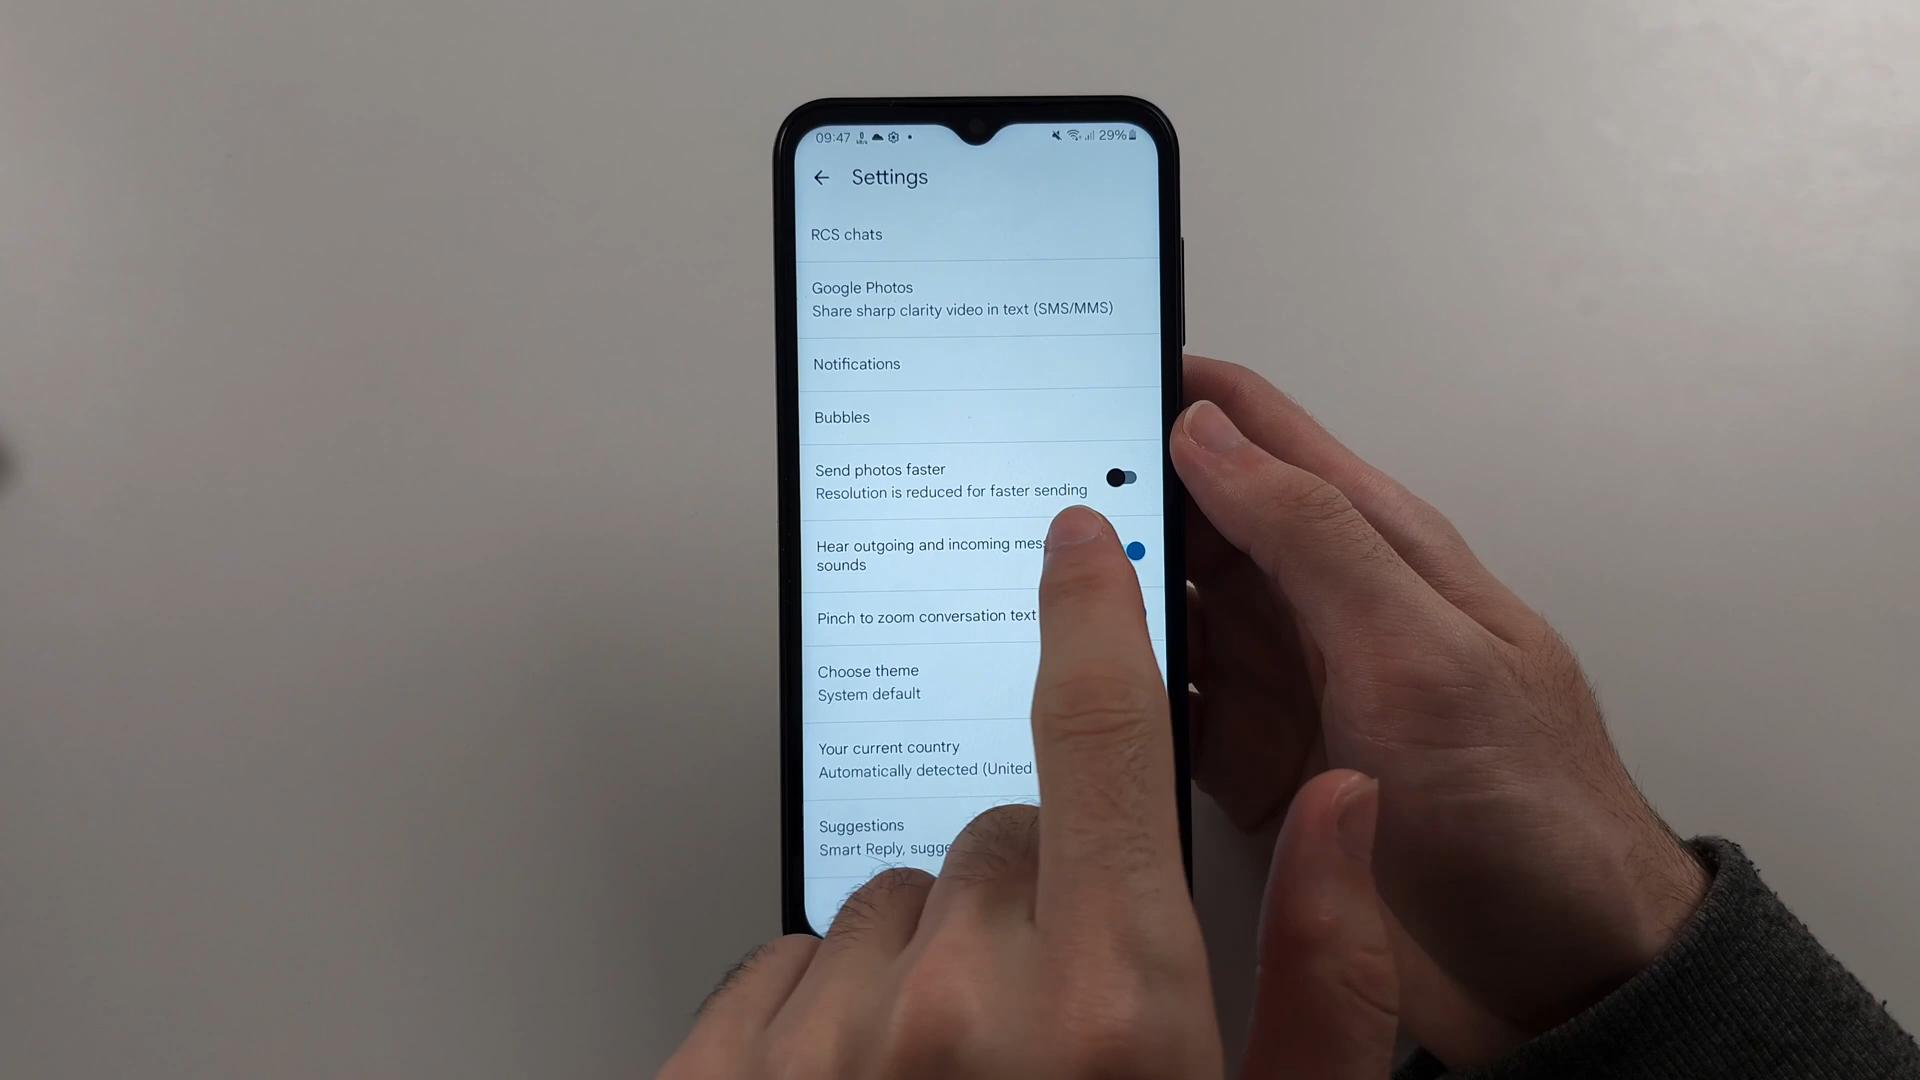 09:47
29%
Settings
RCS chats
Google Photos
Share sharp clarity video in text (SMS/MMS)
Notifications
Bubbles
Send photos faster
Resolution is reduced for faster sending
Hear outgoing and incoming
sounds
Pinch to zoom conversation text
Choose theme
System default
Your current country
Automatically detected (United
Suggestions
Smart Reply,